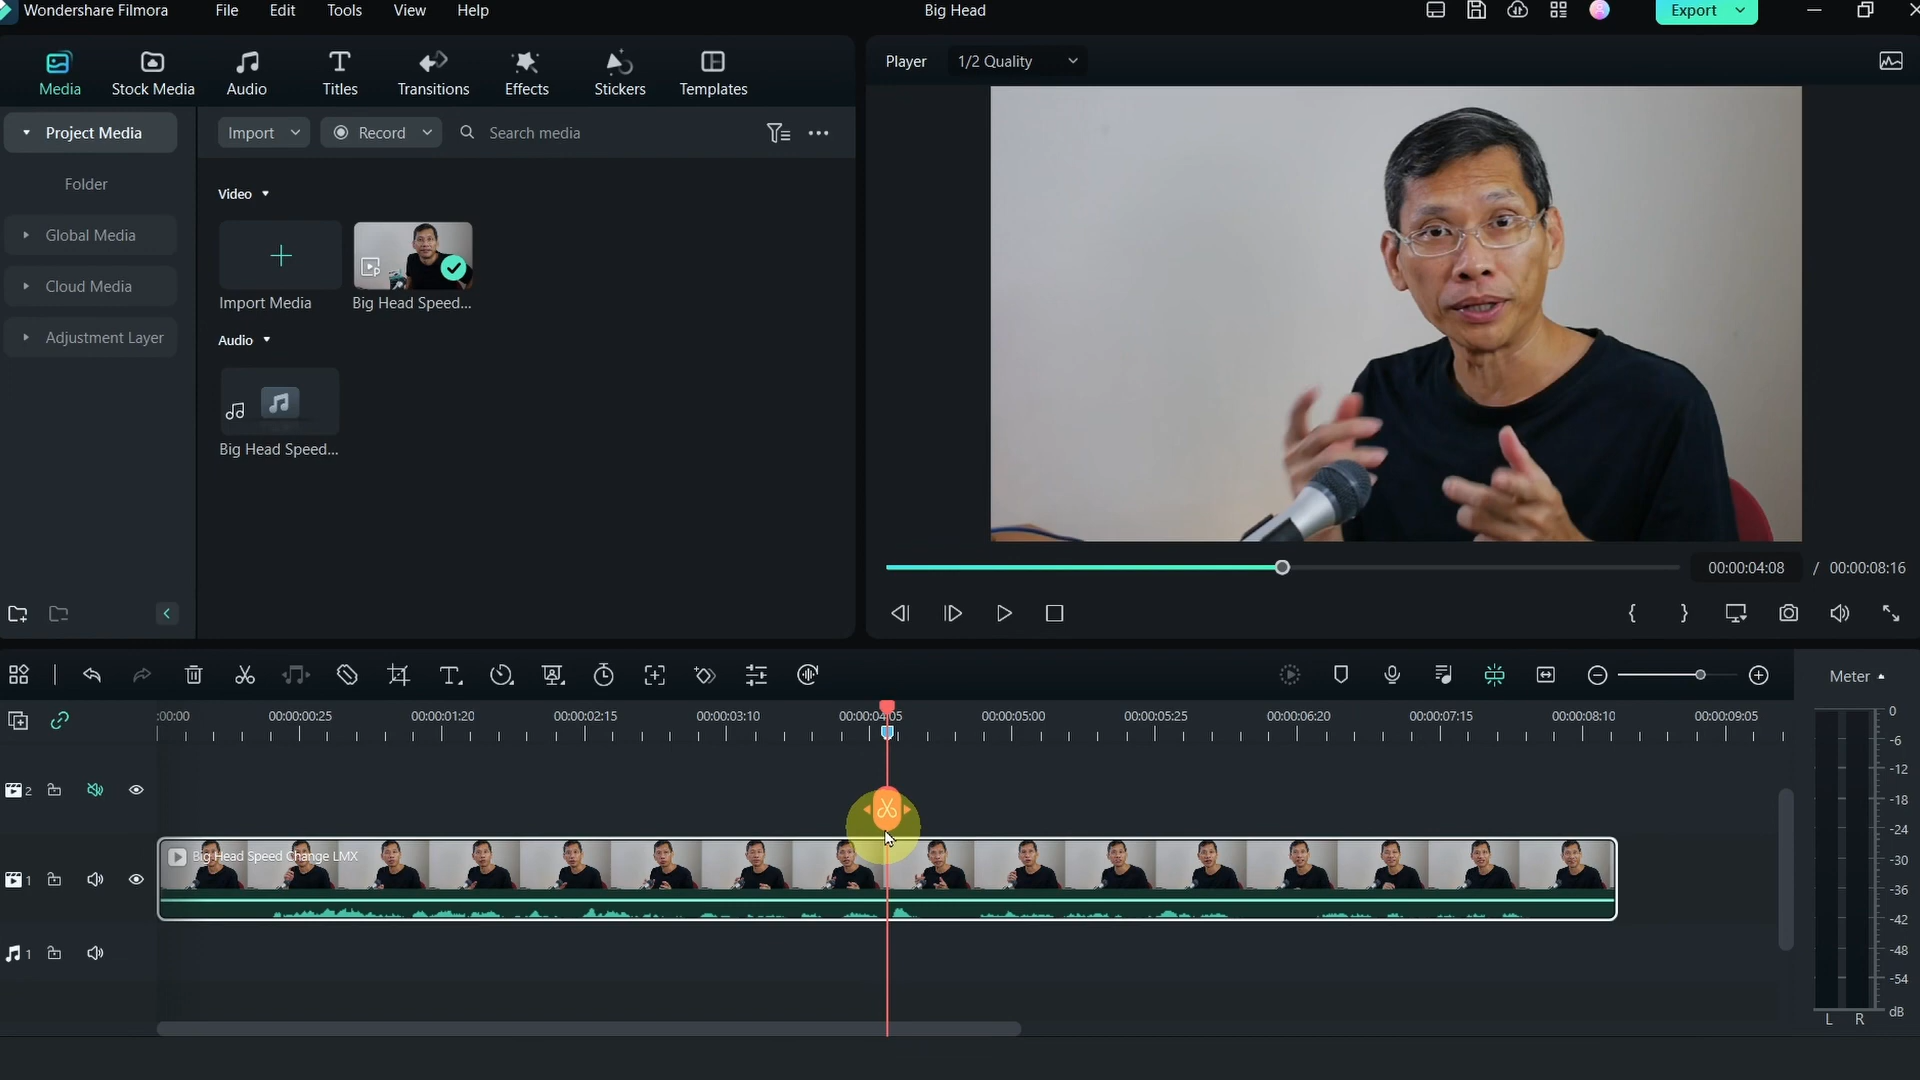 Wondershare Filmora
File
Edit
Tools
View
Help
Big Head
Export
Media
Stock Media
Audio
Titles
Transitions
Effects
Stickers
Templates
Player
1/2 Quality
Project Media
Import
Record
Search media
Folder
Video
Global Media
Cloud Media
Import Media
Big Head Speed...
Adjustment Layer
Audio
Big Head Speed...
00:00:04:08 / 00:00:08:16
Meter
:00:00
00:00:00:25
00:00:01:20
00:00:02:15
00:00:03:10
00:00:04:05
00:00:05:00
00:00:05:25
00:00:06:20
00:00:07:15
00:00:08:10
00:00:09:05
0
-6
-12
-18
-24
-30
-36
-42
-48
-54
dB
L R
2
Big Head Speed Change LMX
1
1